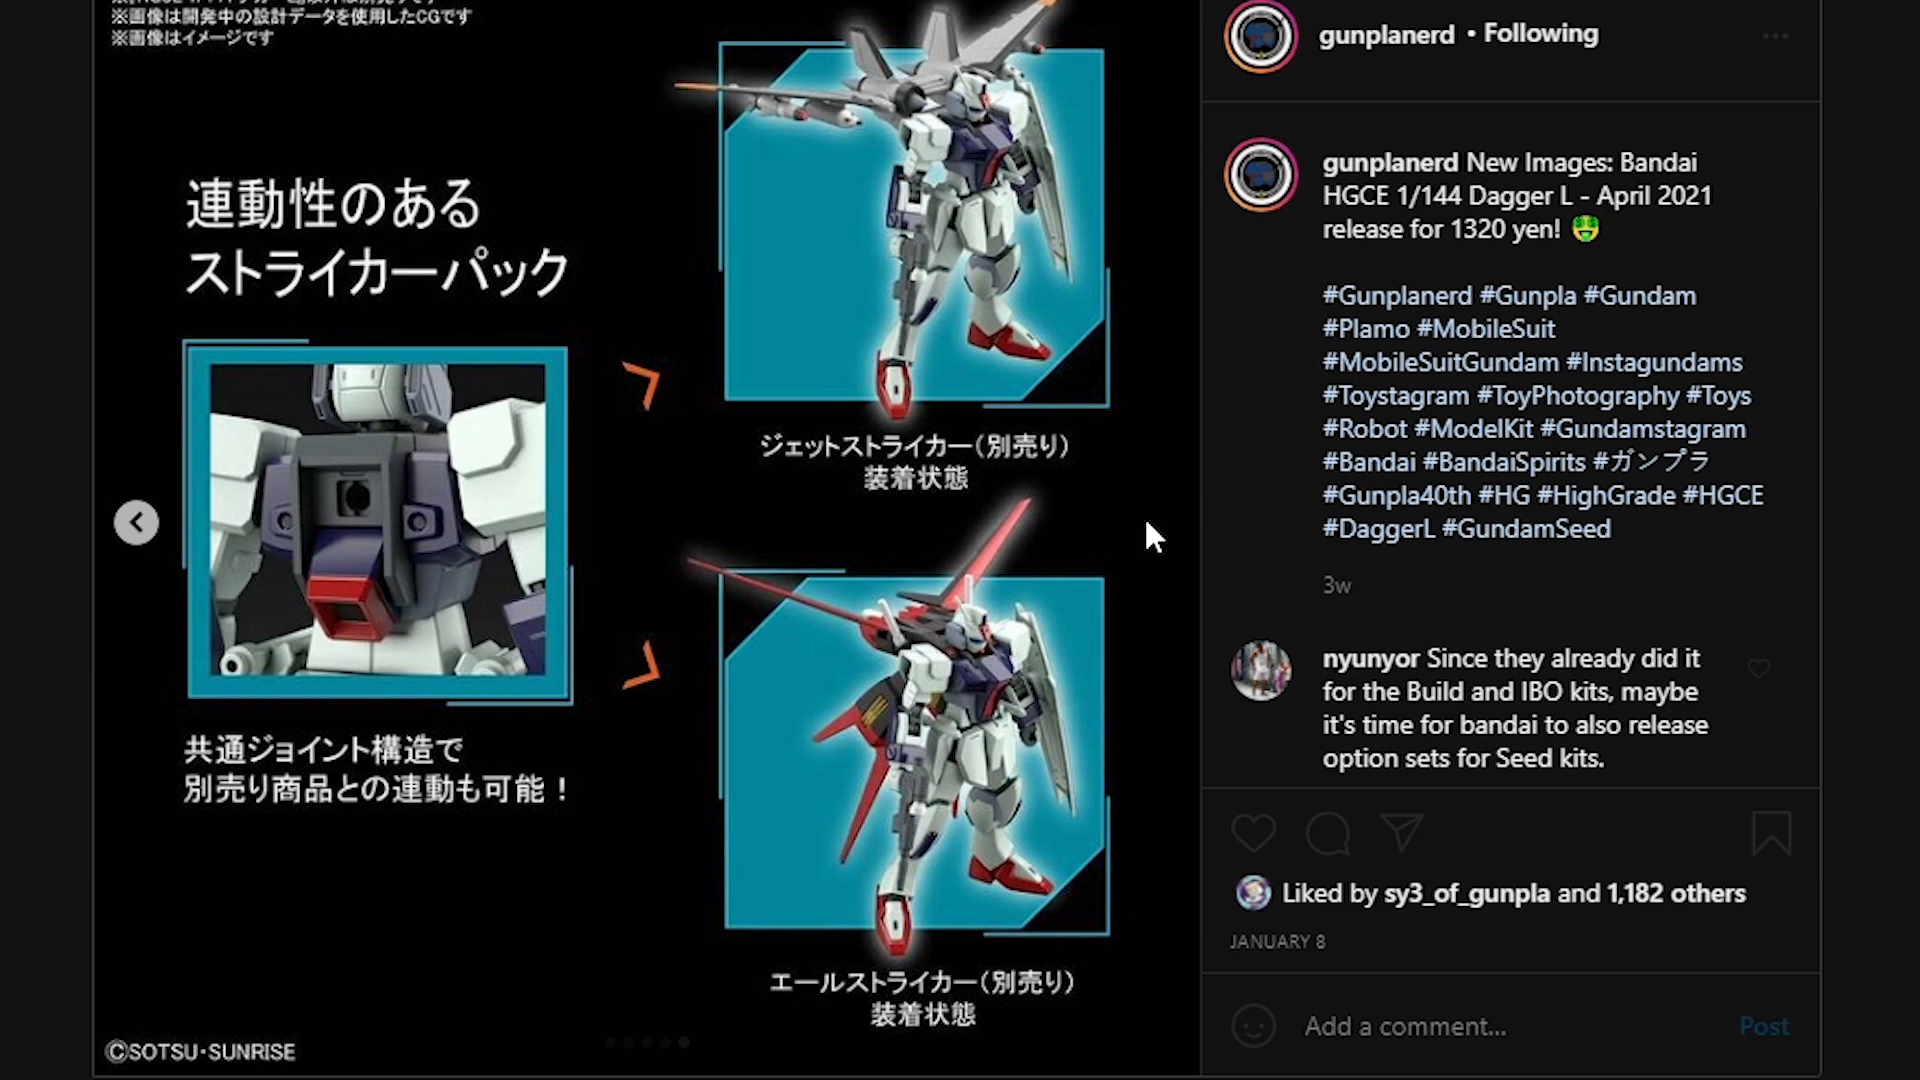 ※画像は開発中の設計データを使用したCGです
※画像はイメージです
連動性のある
ストライカーパック
共通ジョイント構造で
別売り商品との連動も可能！
ジェットストライカー（別売り）
装着状態
エールストライカー（別売り）
装着状態
©SOTSU・SUNRISE
gunplanerd • Following
gunplanerd New Images: Bandai
HGCE 1/144 Dagger L - April 2021
release for 1320 yen! 🤑
#Gunplanerd #Gunpla #Gundam
#Plamo #MobileSuit
#MobileSuitGundam #Instagundams
#Toystagram #ToyPhotography #Toys
#Robot #ModelKit #Gundamstagram
#Bandai #BandaiSpirits #ガンプラ
#Gunpla40th #HG #HighGrade #HGCE
#DaggerL #GundamSeed
3w
nyunyor Since they already did it
for the Build and IBO kits, maybe
it's time for bandai to also release
option sets for Seed kits.
Liked by sy3_of_gunpla and 1,182 others
JANUARY 8
Add a comment...
Post